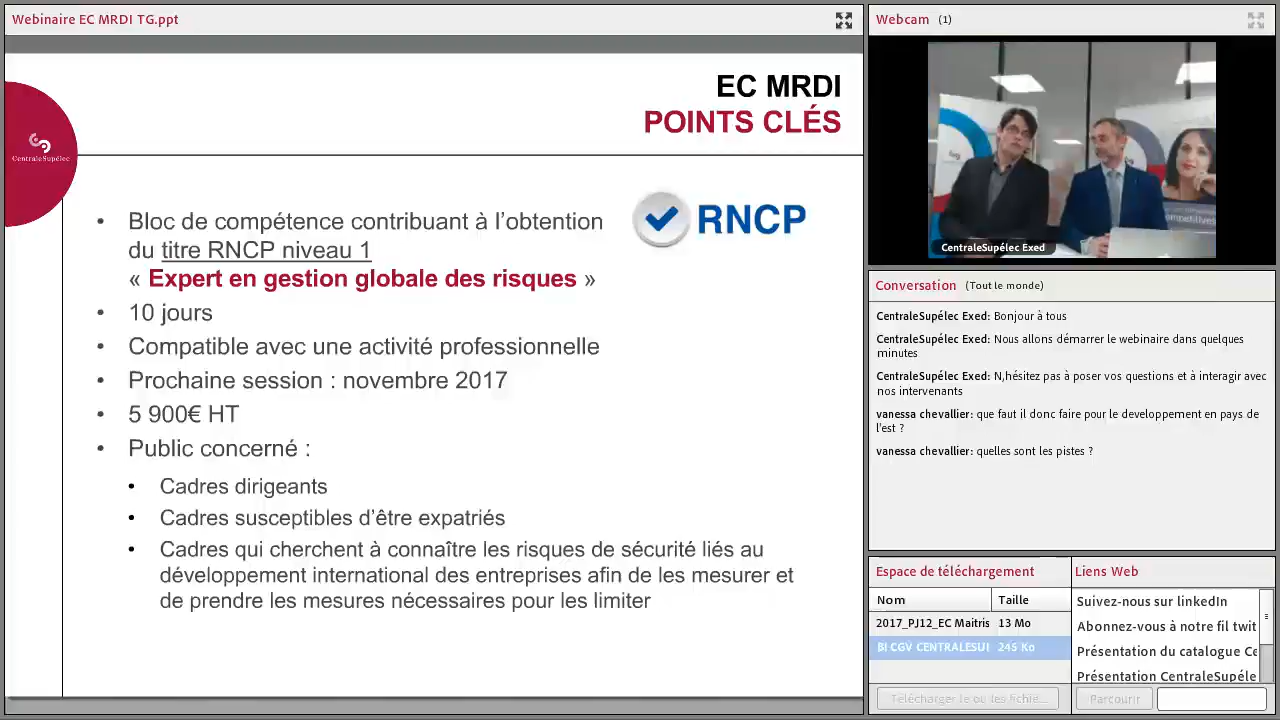 Webinaire EC MRDI TG.ppt
EC MRDI
POINTS CLÉS
CentraleSupélec
• Bloc de compétence contribuant à l’obtention
du titre RNCP niveau 1
« Expert en gestion globale des risques »
RNCP
• 10 jours
• Compatible avec une activité professionnelle
• Prochaine session : novembre 2017
• 5 900€ HT
• Public concerné :
• Cadres dirigeants
• Cadres susceptibles d’être expatriés
• Cadres qui cherchent à connaître les risques de sécurité liés au
développement international des entreprises afin de les mesurer et
de prendre les mesures nécessaires pour les limiter
Webcam (1)
CentraleSupélec Exed
Conversation (Tout le monde)
CentraleSupélec Exed: Bonjour à tous
CentraleSupélec Exed: Nous allons démarrer le webinaire dans quelques
minutes
CentraleSupélec Exed: N,hésitez pas à poser vos questions et à interagir avec
nos intervenants
vanessa chevallier: que faut il donc faire pour le developpement en pays de
l'est ?
vanessa chevallier: quelles sont les pistes ?
Espace de téléchargement
Nom Taille
2017_PJ12_EC Maitris 13 Mo
BI CGV CENTRALESUI 245 Ko
Télécharger le ou les fichie...
Liens Web
Suivez-nous sur linkedIn
Abonnez-vous à notre fil twit
Présentation du catalogue Ce
Présentation CentraleSupéle
Parcourir